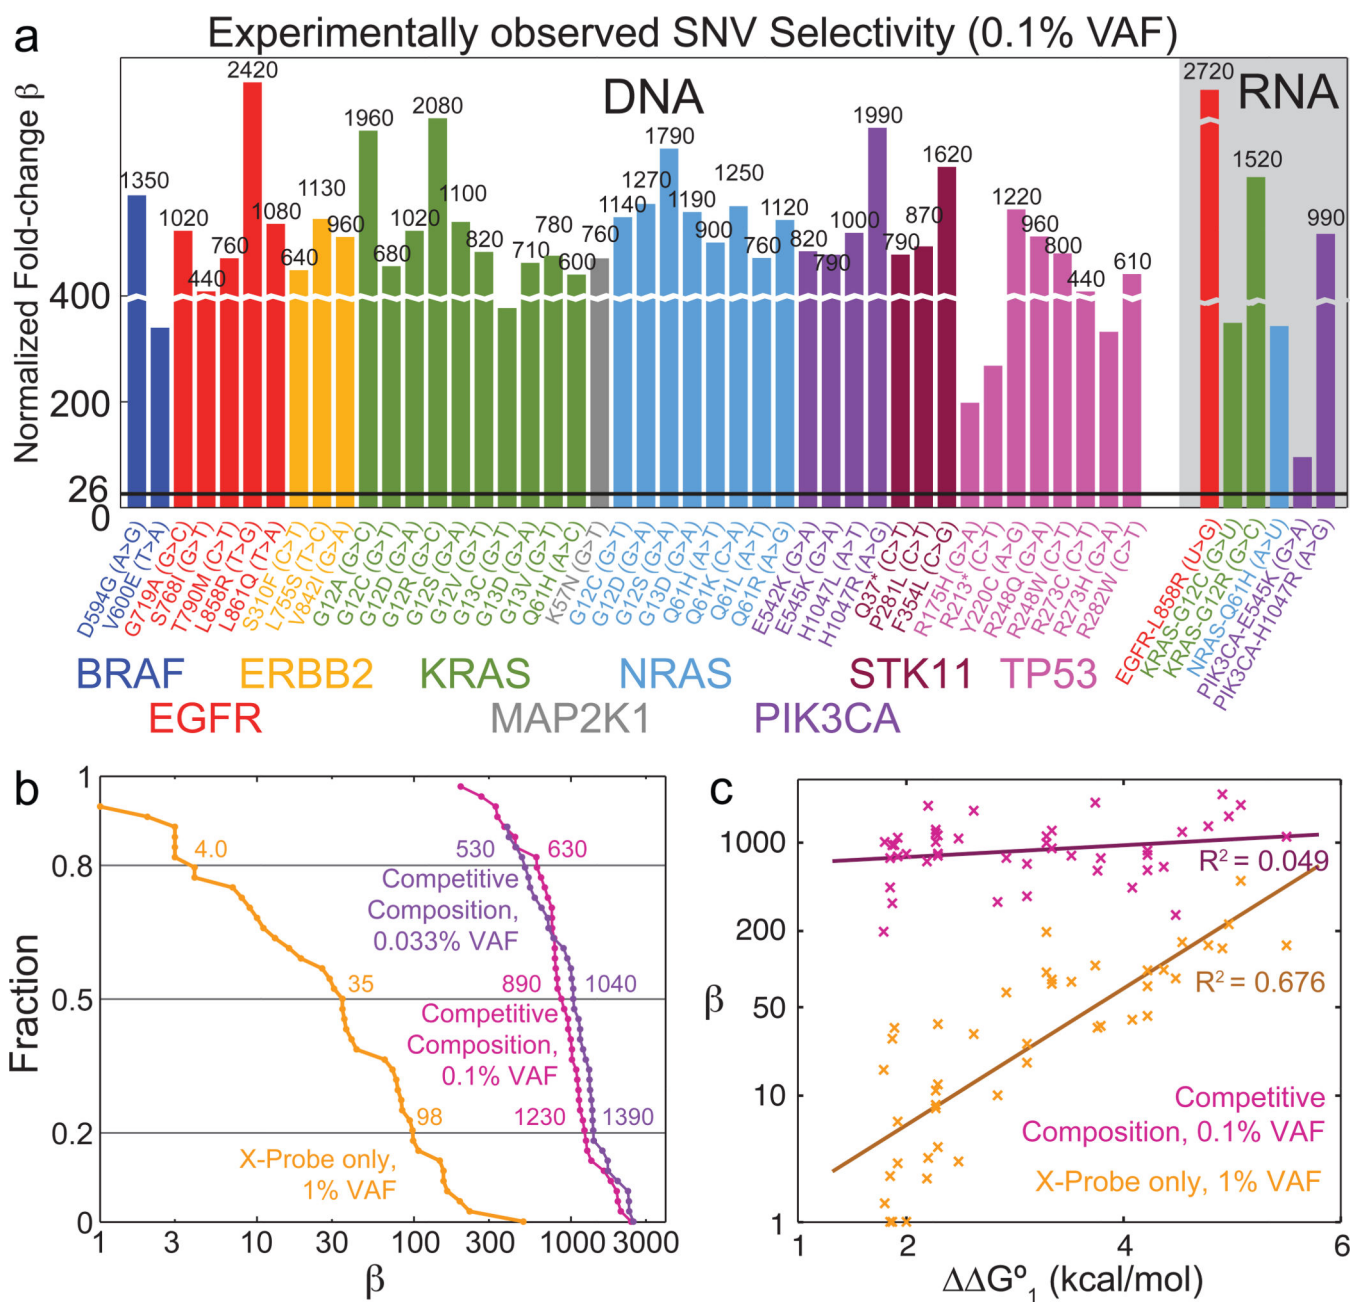 a
Experimentally observed SNV Selectivity (0.1% VAF)
Normalized Fold-change β
400
200
26
0
DNA
RNA
1350
1020
440
760
2420
1080
640
1130
960
1960
680
1020
2080
1100
820
710
780
600
760
1140
1270
1790
1190
900
1250
760
1120
820
790
1000
1990
790
870
1620
1220
960
800
440
610
2720
1520
990
D594G (A>G)
V600E (T>A)
G719A (G>C)
S768I (G>T)
T790M (C>T)
L858R (T>G)
L861Q (T>A)
S310F (C>T)
L755S (T>C)
V842I (G>A)
G12A (G>C)
G12C (G>T)
G12D (G>A)
G12R (G>C)
G12S (G>A)
G12V (G>T)
G13C (G>T)
G13D (G>A)
G13V (G>T)
Q61H (A>C)
K57N (G>T)
G12C (G>T)
G12D (G>A)
G12S (G>A)
G13D (G>A)
Q61H (A>T)
Q61K (C>A)
Q61L (A>T)
Q61R (A>G)
E542K (G>A)
E545K (G>A)
H1047L (A>T)
H1047R (A>G)
Q37* (C>T)
P281L (C>T)
F354L (C>G)
R175H (G>A)
R213* (C>T)
Y220C (A>G)
R248Q (G>A)
R248W (C>T)
R273C (C>T)
R273H (G>A)
R282W (C>T)
EGFR-L858R (U>G)
KRAS-G12C (G>U)
KRAS-G12R (G>C)
NRAS-Q61H (A>U)
PIK3CA-E545K (G>A)
PIK3CA-H1047R (A>G)
BRAF
ERBB2
KRAS
NRAS
STK11
TP53
EGFR
MAP2K1
PIK3CA
b
Fraction
1
0.8
0.5
0.2
0
4.0
530
630
Competitive
Composition,
0.033% VAF
35
890
1040
Competitive
Composition,
0.1% VAF
98
1230
1390
X-Probe only,
1% VAF
1
3
10
30
100
300
1000
3000
β
c
β
1000
200
50
10
1
R² = 0.049
R² = 0.676
Competitive
Composition, 0.1% VAF
X-Probe only, 1% VAF
1
2
4
6
ΔΔG°₁ (kcal/mol)